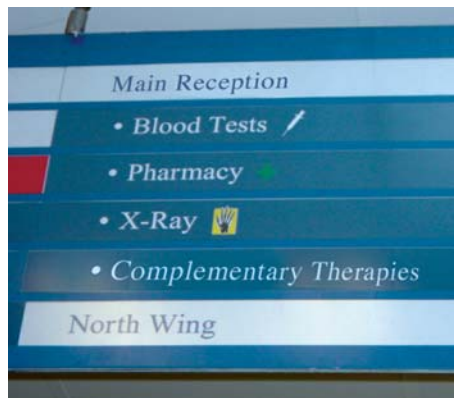 Main Reception
• Blood Tests
• Pharmacy
• X-Ray
• Complementary Therapies
North Wing